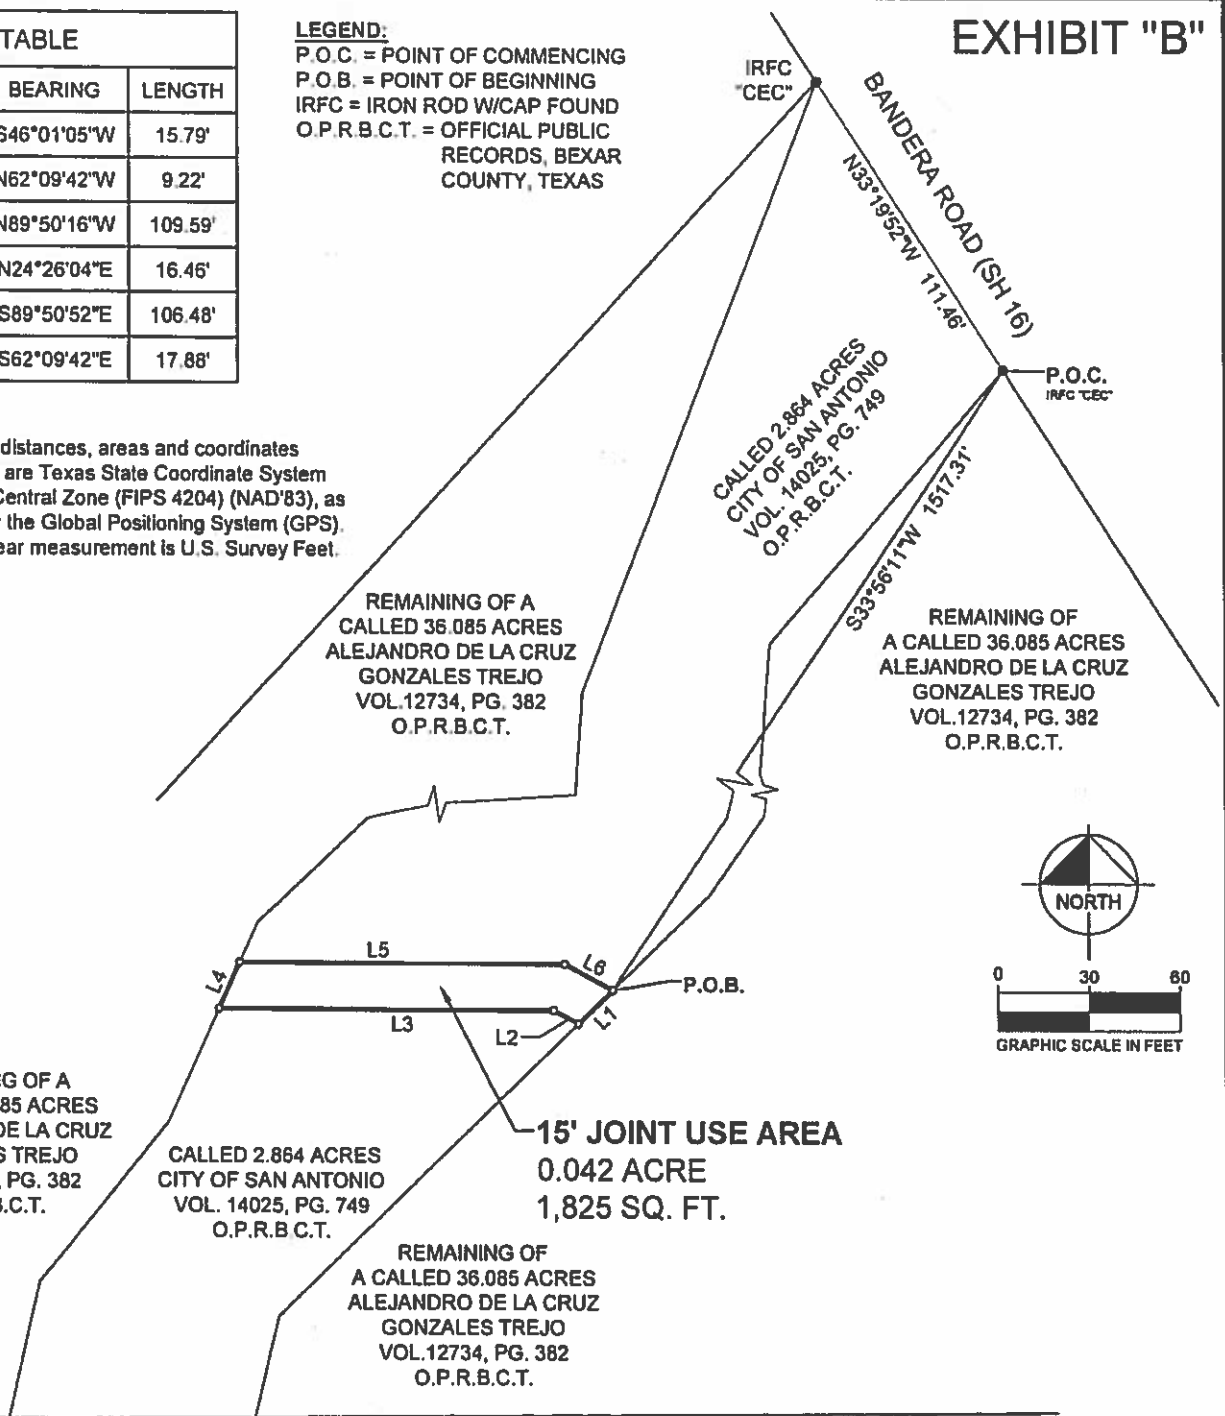 EXHIBIT "B"
TABLE
BEARING LENGTH
S46°01'05"W 15.79'
N62°09'42"W 9.22'
N89°50'16"W 109.59'
N24°26'04"E 16.46'
S89°50'52"E 106.48'
S62°09'42"E 17.88'
LEGEND:
P.O.C. = POINT OF COMMENCING
P.O.B. = POINT OF BEGINNING
IRFC = IRON ROD W/CAP FOUND
O.P.R.B.C.T. = OFFICIAL PUBLIC
RECORDS, BEXAR
COUNTY, TEXAS
distances, areas and coordinates
are Texas State Coordinate System
Central Zone (FIPS 4204) (NAD'83), as
the Global Positioning System (GPS).
measurement is U.S. Survey Feet.
IRFC
"CEC"
BANDERA ROAD (SH 16)
N33°19'52"W 111.46'
P.O.C.
IRFC "CEC"
CALLED 2.864 ACRES
CITY OF SAN ANTONIO
VOL. 14025, PG. 749
O.P.R.B.C.T.
S33°56'11"W 1517.31'
REMAINING OF A
CALLED 36.085 ACRES
ALEJANDRO DE LA CRUZ
GONZALES TREJO
VOL.12734, PG. 382
O.P.R.B.C.T.
REMAINING OF
A CALLED 36.085 ACRES
ALEJANDRO DE LA CRUZ
GONZALES TREJO
VOL.12734, PG. 382
O.P.R.B.C.T.
NORTH
0 30 60
GRAPHIC SCALE IN FEET
L5
L6
L4
P.O.B.
L3
L2
L1
15' JOINT USE AREA
0.042 ACRE
1,825 SQ. FT.
OF A
ACRES
DE LA CRUZ
TREJO
PG. 382
CALLED 2.864 ACRES
CITY OF SAN ANTONIO
VOL. 14025, PG. 749
O.P.R.B.C.T.
REMAINING OF
A CALLED 36.085 ACRES
ALEJANDRO DE LA CRUZ
GONZALES TREJO
VOL.12734, PG. 382
O.P.R.B.C.T.